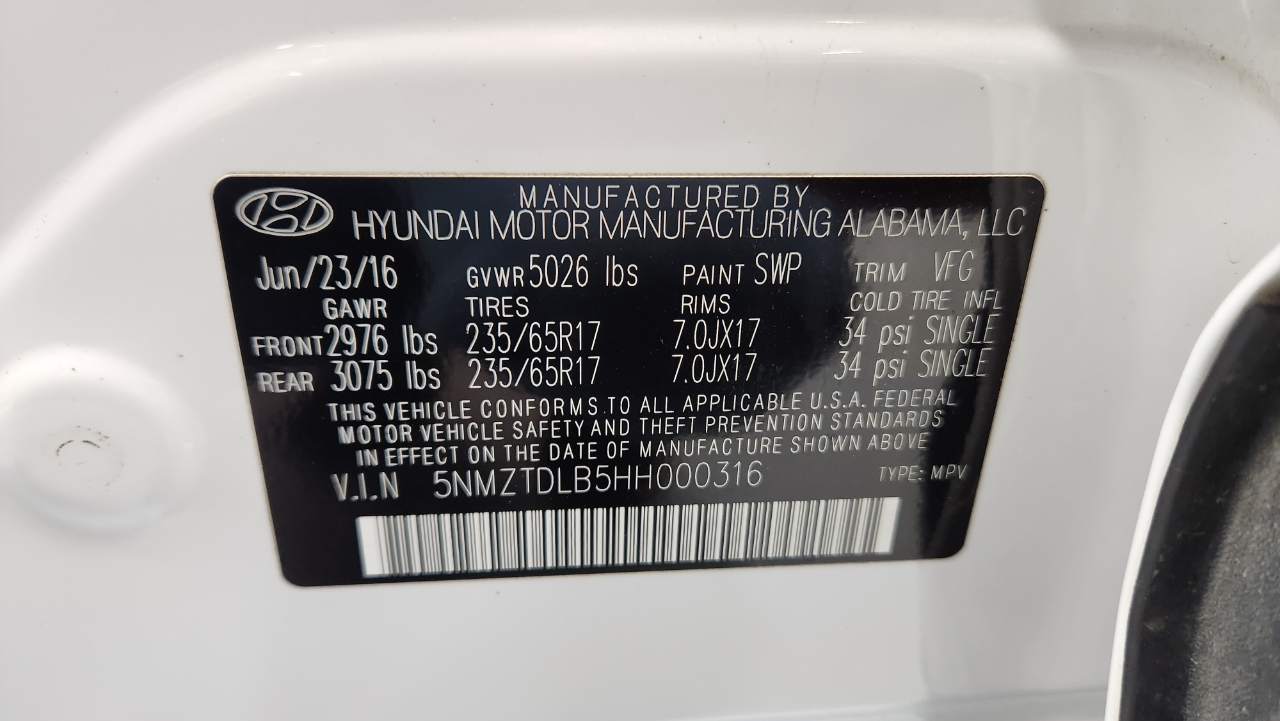 MANUFACTURED BY
HYUNDAI MOTOR MANUFACTURING ALABAMA, LLC
Jun/23/16 GVWR 5026 lbs PAINT SWP TRIM VFG
GAWR TIRES RIMS COLD TIRE INFL
FRONT 2976 lbs 235/65R17 7.0JX17 34 psi SINGLE
REAR 3075 lbs 235/65R17 7.0JX17 34 psi SINGLE
THIS VEHICLE CONFORMS TO ALL APPLICABLE U.S.A. FEDERAL
MOTOR VEHICLE SAFETY AND THEFT PREVENTION STANDARDS
IN EFFECT ON THE DATE OF MANUFACTURE SHOWN ABOVE
V.I.N 5NMZTDLB5HH000316 TYPE: MPV